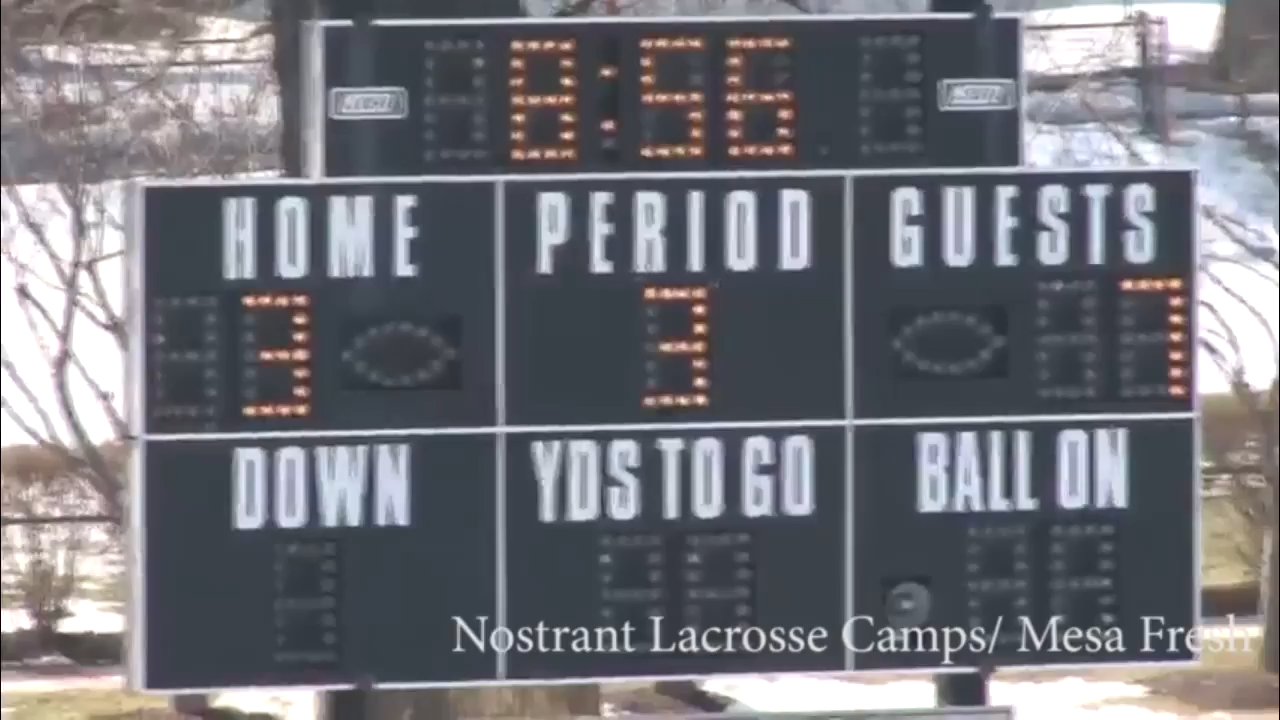 8:56
HOME PERIOD GUESTS
3 3 7
DOWN YDS TO GO BALL ON
Nostrant Lacrosse Camps/ Mesa Fresh